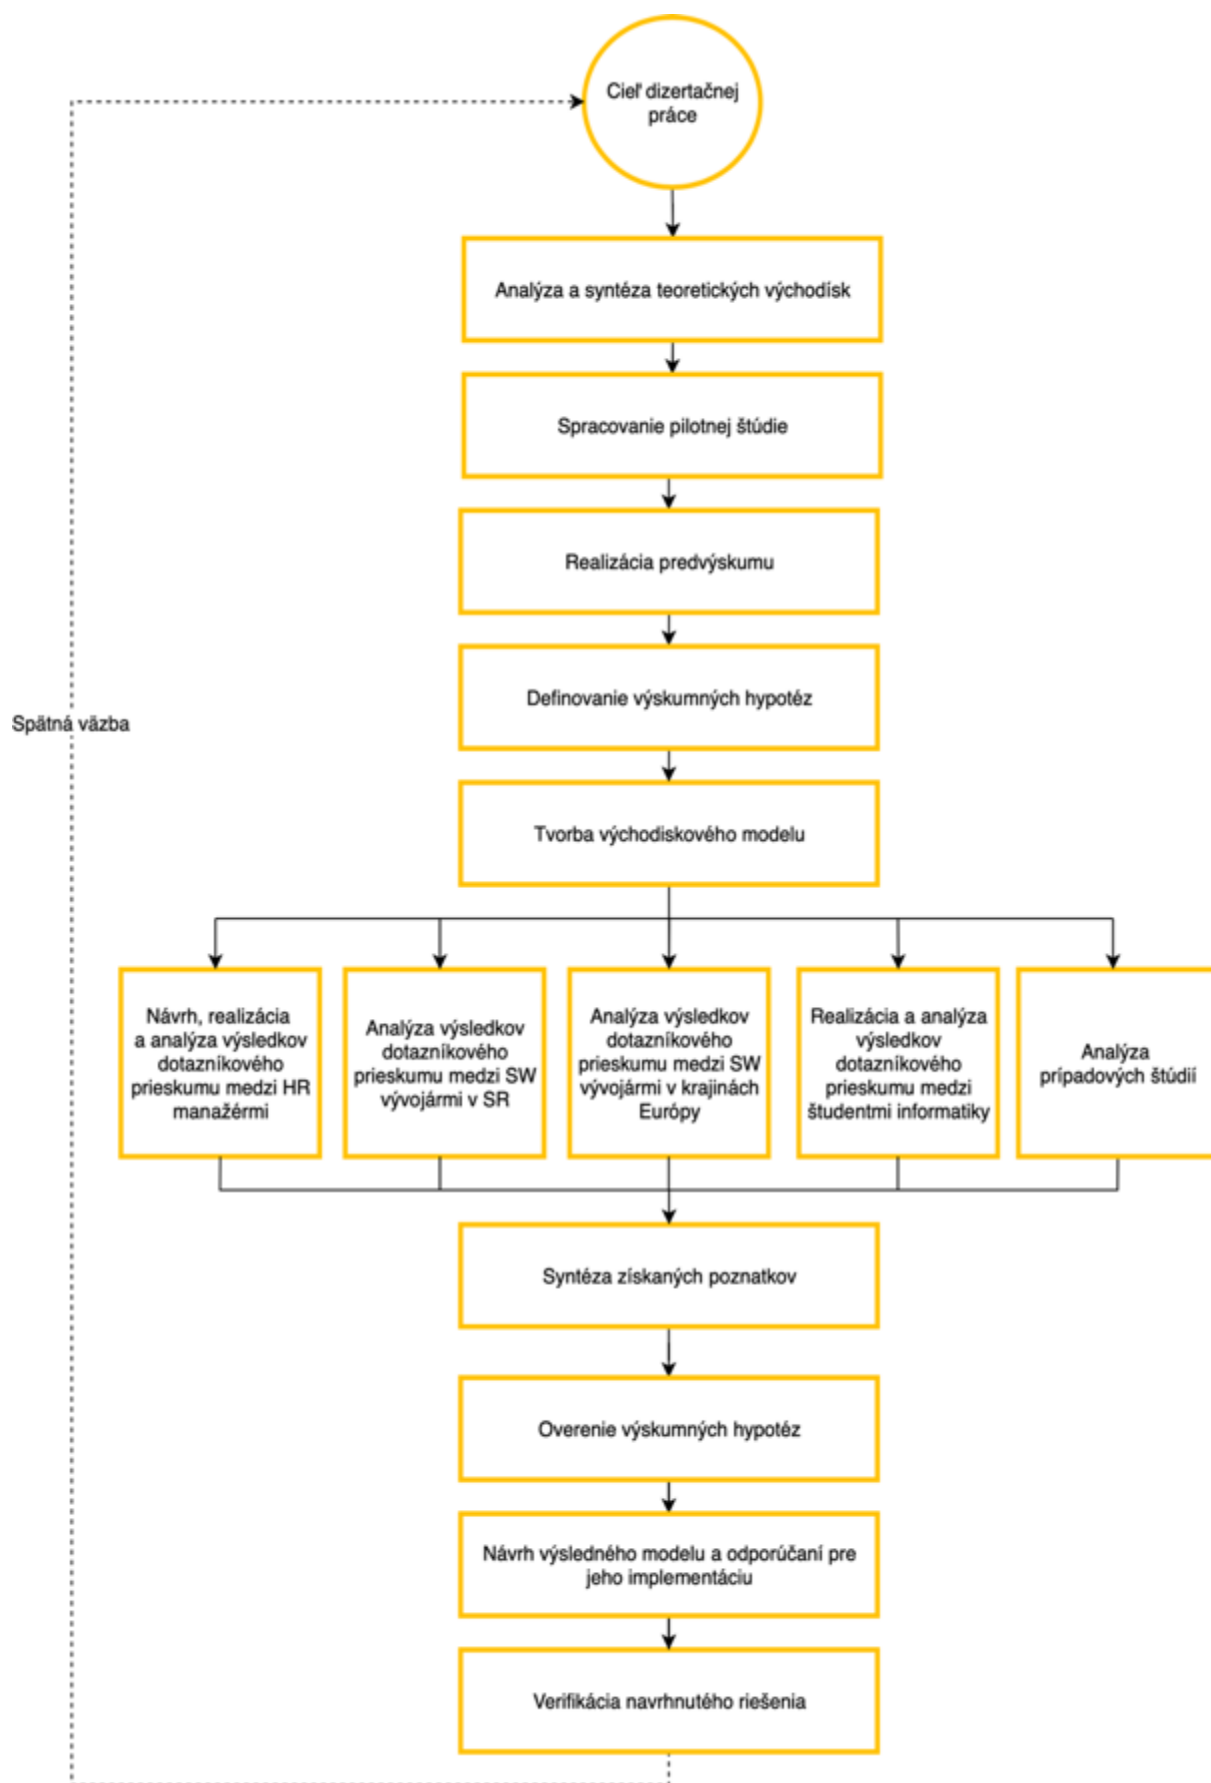 Cieľ dizertačnej
práce
Analýza a syntéza teoretických východísk
Spracovanie pilotnej štúdie
Realizácia predvýskumu
Definovanie výskumných hypotéz
Spätná väzba
Tvorba východiskového modelu
Návrh, realizácia
a analýza výsledkov
dotazníkového
prieskumu medzi HR
manažérmi
Analýza výsledkov
dotazníkového
prieskumu medzi SW
vývojármi v SR
Analýza výsledkov
dotazníkového
prieskumu medzi SW
vývojármi v krajinách
Európy
Realizácia a analýza
výsledkov
dotazníkového
prieskumu medzi
študentmi informatiky
Analýza
prípadových štúdií
Syntéza získaných poznatkov
Overenie výskumných hypotéz
Návrh výsledného modelu a odporúčaní pre
jeho implementáciu
Verifikácia navrhnutého riešenia